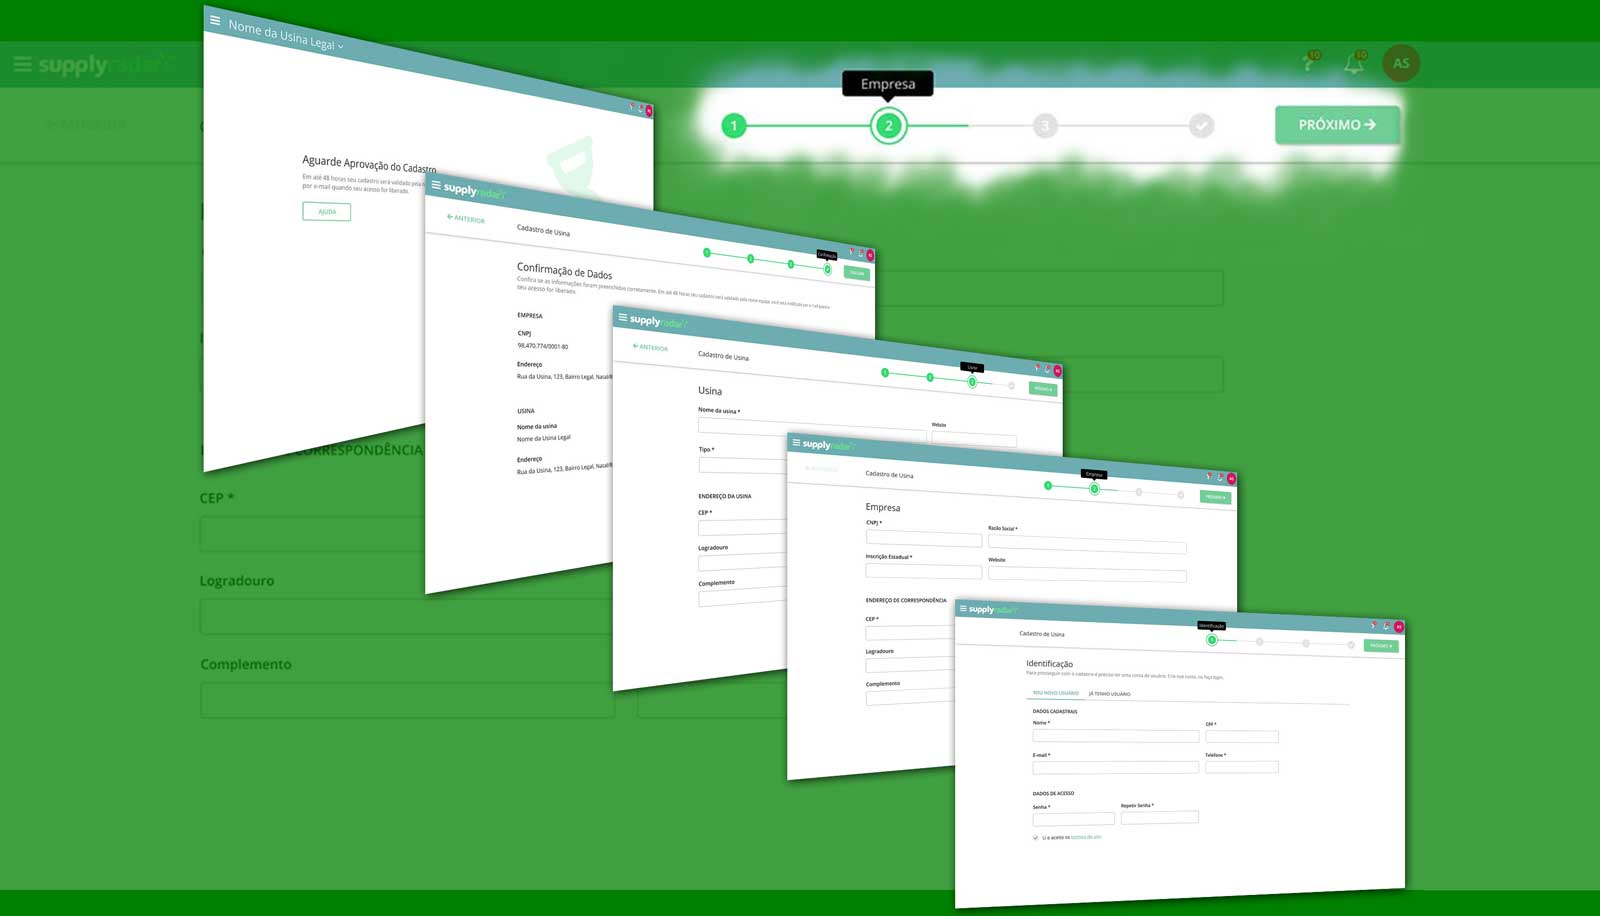 supplyradar
10
10
AS
Empresa
1
2
3
PRÓXIMO
CORRESPONDÊNCIA
CEP *
Logradouro
Complemento
Nome da Usina Legal
Aguarde Aprovação do Cadastro
Em até 48 horas seu cadastro será validado pela
por e-mail quando seu acesso for liberado.
AJUDA
supplyradar
ANTERIOR
Cadastro de Usina
Confirmação
Confirmação de Dados
Confira se as informações foram preenchidas corretamente. Em até 48 horas seu cadastro será validado pela nossa equipe, você será notificado por e-mail quando
seu acesso for liberado.
EMPRESA
CNPJ
98.470.774/0001-80
Endereço
Rua da Usina, 123, Bairro Legal, Natal
USINA
Nome da usina
Nome da Usina Legal
Endereço
Rua da Usina, 123, Bairro Legal, Natal
supplyradar
ANTERIOR
Cadastro de Usina
Usina
PRÓXIMO
Usina
Nome da usina *
Website
Tipo *
ENDEREÇO DA USINA
CEP *
Logradouro
Complemento
supplyradar
ANTERIOR
Cadastro de Usina
Empresa
PRÓXIMO
Empresa
CNPJ *
Razão Social *
Inscrição Estadual *
Website
ENDEREÇO DE CORRESPONDÊNCIA
CEP *
Logradouro
Complemento
supplyradar
Cadastro de Usina
Identificação
PRÓXIMO
Identificação
Para prosseguir com o cadastro é preciso ter uma conta de usuário. Crie sua conta, ou faça login.
SOU NOVO USUÁRIO
JÁ TENHO USUÁRIO
DADOS CADASTRAIS
Nome *
CPF *
E-mail *
Telefone *
DADOS DE ACESSO
Senha *
Repetir Senha *
Li e aceito os termos de uso